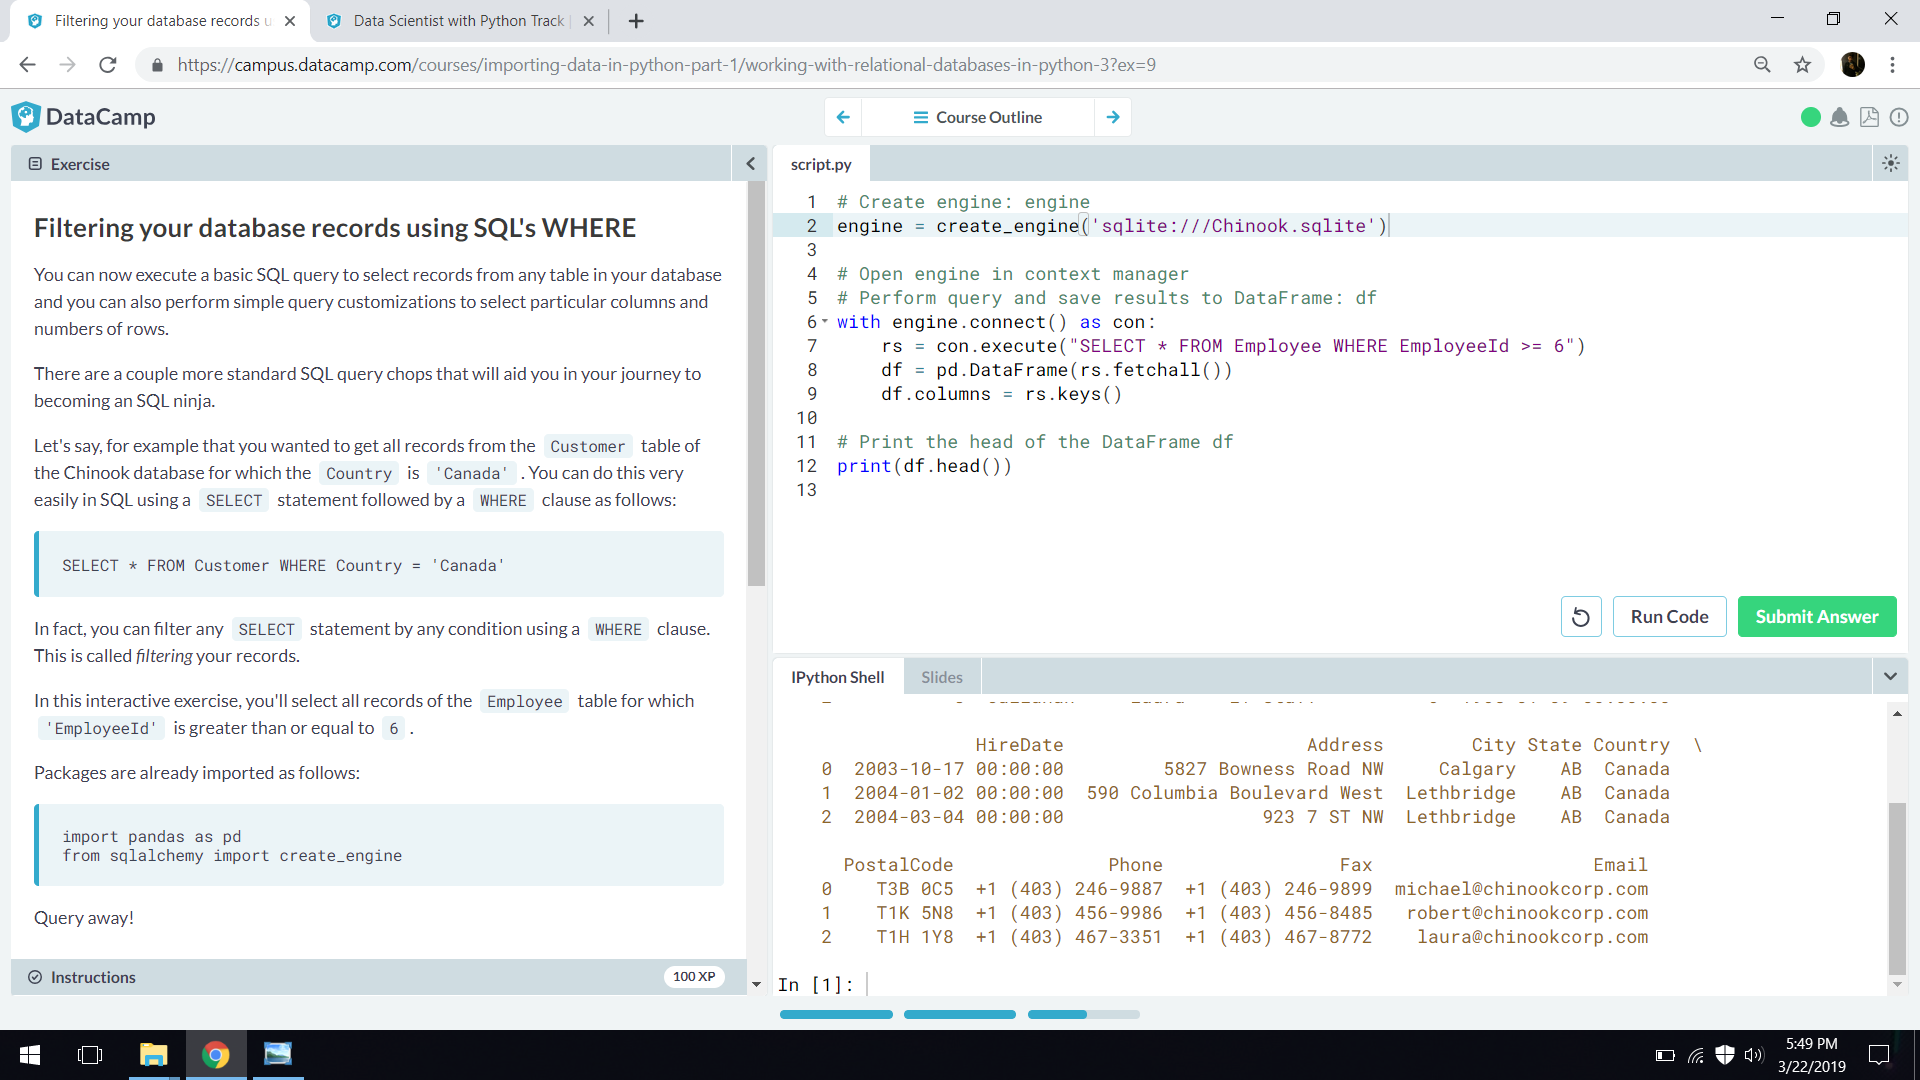 Filtering your database records u
Data Scientist with Python Track
https://campus.datacamp.com/courses/importing-data-in-python-part-1/working-with-relational-databases-in-python-3?ex=9
DataCamp
Course Outline
Exercise
Filtering your database records using SQL's WHERE
You can now execute a basic SQL query to select records from any table in your database
and you can also perform simple query customizations to select particular columns and
numbers of rows.
There are a couple more standard SQL query chops that will aid you in your journey to
becoming an SQL ninja.
Let's say, for example that you wanted to get all records from the Customer table of
the Chinook database for which the Country is 'Canada' . You can do this very
easily in SQL using a SELECT statement followed by a WHERE clause as follows:
SELECT * FROM Customer WHERE Country = 'Canada'
In fact, you can filter any SELECT statement by any condition using a WHERE clause.
This is called filtering your records.
In this interactive exercise, you'll select all records of the Employee table for which
'EmployeeId' is greater than or equal to 6 .
Packages are already imported as follows:
import pandas as pd
from sqlalchemy import create_engine
Query away!
Instructions
100 XP
script.py
1 # Create engine: engine
2 engine = create_engine('sqlite:///Chinook.sqlite')
3
4 # Open engine in context manager
5 # Perform query and save results to DataFrame: df
6 with engine.connect() as con:
7 rs = con.execute("SELECT * FROM Employee WHERE EmployeeId >= 6")
8 df = pd.DataFrame(rs.fetchall())
9 df.columns = rs.keys()
10
11 # Print the head of the DataFrame df
12 print(df.head())
13
Run Code
Submit Answer
IPython Shell
Slides
HireDate Address City State Country \
0 2003-10-17 00:00:00 5827 Bowness Road NW Calgary AB Canada
1 2004-01-02 00:00:00 590 Columbia Boulevard West Lethbridge AB Canada
2 2004-03-04 00:00:00 923 7 ST NW Lethbridge AB Canada
PostalCode Phone Fax Email
0 T3B 0C5 +1 (403) 246-9887 +1 (403) 246-9899 michael@chinookcorp.com
1 T1K 5N8 +1 (403) 456-9986 +1 (403) 456-8485 robert@chinookcorp.com
2 T1H 1Y8 +1 (403) 467-3351 +1 (403) 467-8772 laura@chinookcorp.com
In [1]:
5:49 PM
3/22/2019